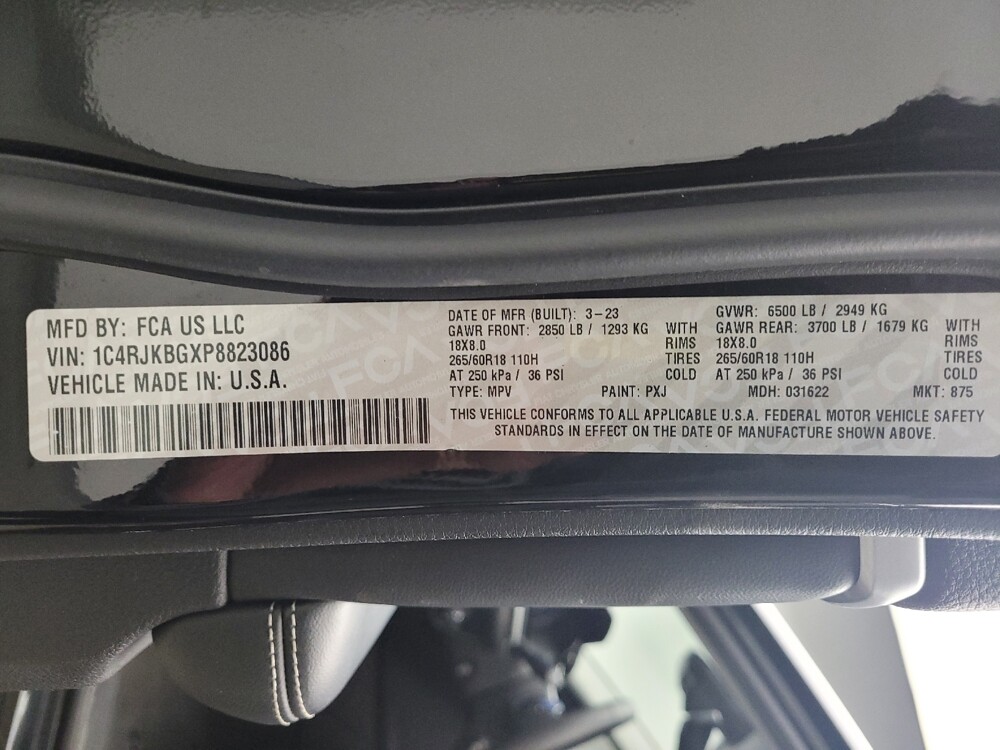 MFD BY: FCA US LLC
VIN: 1C4RJKBGXP8823086
VEHICLE MADE IN: U.S.A.
DATE OF MFR (BUILT): 3-23 GVWR: 6500 LB / 2949 KG
GAWR FRONT: 2850 LB / 1293 KG WITH GAWR REAR: 3700 LB / 1679 KG WITH
18X8.0 RIMS 18X8.0 RIMS
265/60R18 110H TIRES 265/60R18 110H TIRES
AT 250 kPa / 36 PSI COLD AT 250 kPa / 36 PSI COLD
TYPE: MPV PAINT: PXJ MDH: 031622 MKT: 875
THIS VEHICLE CONFORMS TO ALL APPLICABLE U.S.A. FEDERAL MOTOR VEHICLE SAFETY
STANDARDS IN EFFECT ON THE DATE OF MANUFACTURE SHOWN ABOVE.